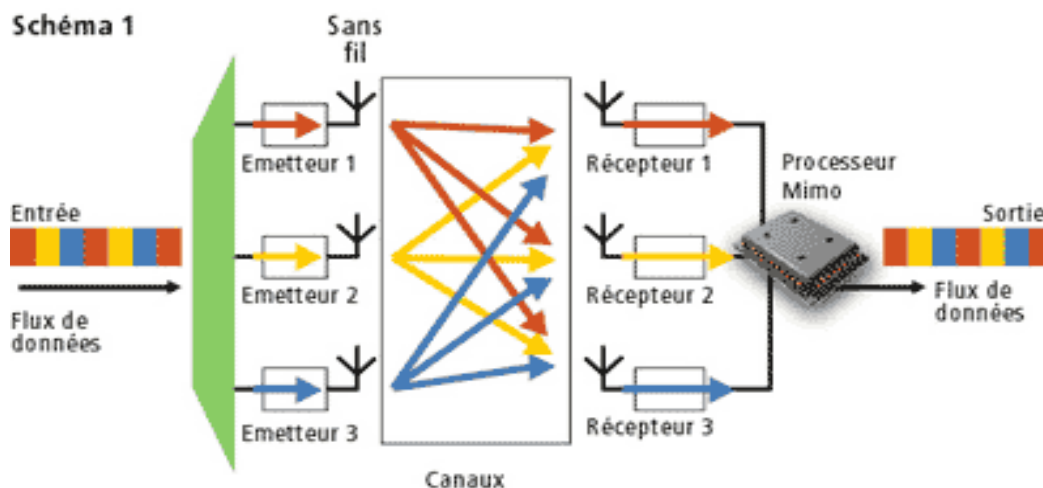 Schéma 1
Sans
fil
Emetteur 1
Récepteur 1
Processeur
Mimo
Entrée
Sortie
Emetteur 2
Récepteur 2
Flux de
données
Flux de
données
Emetteur 3
Récepteur 3
Canaux